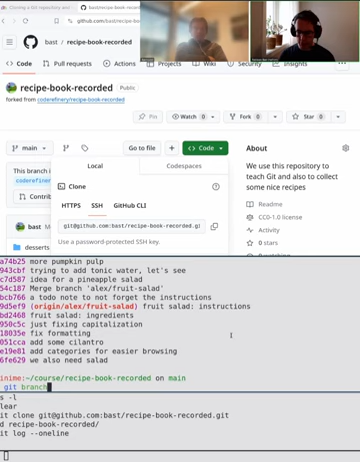 Cloning a Git repository and
github.com/bast/recipe-bo
bast / recipe-book-recorded
Code
Pull requests
Actions
Projects
Wiki
Security
Insights
recipe-book-recorded
Public
forked from coderefinery/recipe-book
Pin
Watch 0
Fork 0
Star 0
main
Go to file
Code
This branch i
coderefiner
Contrib
bast
desserts
Local
Codespaces
Clone
HTTPS
SSH
GitHub CLI
git@github.com:bast/recipe-book-recorded.gi
Use a password-protected SSH key.
About
We use this repository to
teach Git and also to collect
some nice recipes
Readme
CC0-1.0 license
Activity
0 stars
a74b25 more pumpkin pulp
943cbf trying to add tonic water, let's see
c7d587 idea for a pineapple salad
54c187 Merge branch 'alex/fruit-salad'
bcb766 a todo note to not forget the instructions
9d5ef9 (origin/alex/fruit-salad) fruit salad: instructions
bd2468 fruit salad: ingredients
950c5c just fixing capitalization
18035e fix formatting
051cca add some cilantro
e19e81 add categories for easier browsing
6fe629 we also need salad
inime:~/course/recipe-book-recorded on main
git branch
s -l
lear
it clone git@github.com:bast/recipe-book-recorded.git
d recipe-book-recorded/
it log --oneline